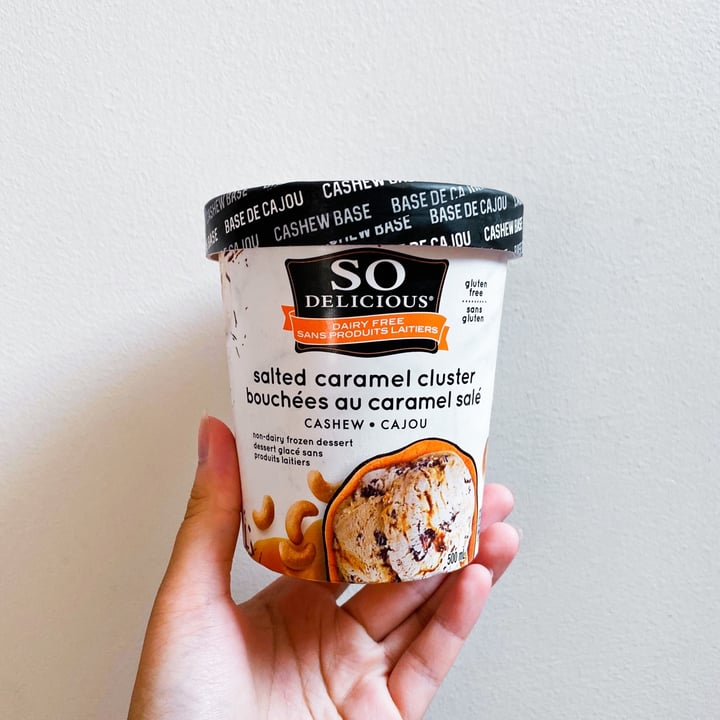 CASHEW BASE
BASE DE CAJOU
CASHEW BASE
BASE DE CAJOU
CASHEW
SO
DELICIOUS®
DAIRY FREE
SANS PRODUITS LAITIERS
gluten
free
sans
gluten
salted caramel cluster
bouchées au caramel salé
CASHEW • CAJOU
non-dairy frozen dessert
dessert glacé sans
produits laitiers
500 mL